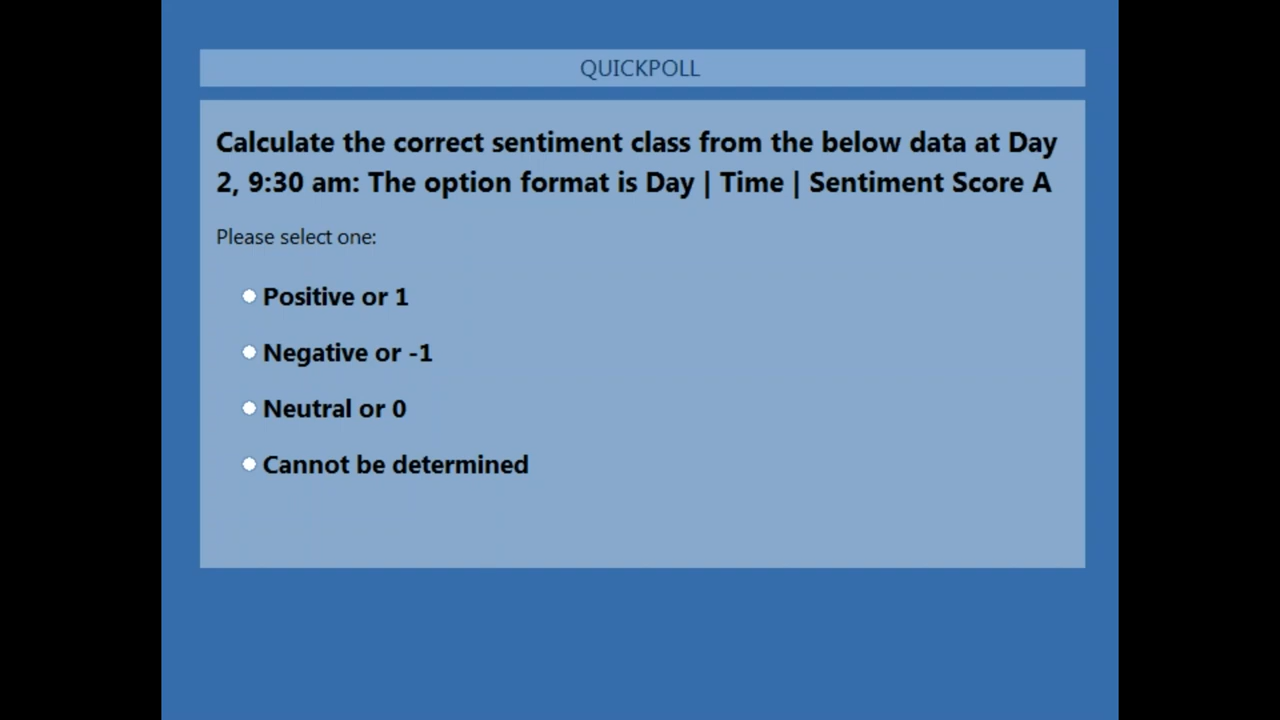 QUICKPOLL
Calculate the correct sentiment class from the below data at Day
2, 9:30 am: The option format is Day | Time | Sentiment Score A
Please select one:
Positive or 1
Negative or -1
Neutral or 0
Cannot be determined